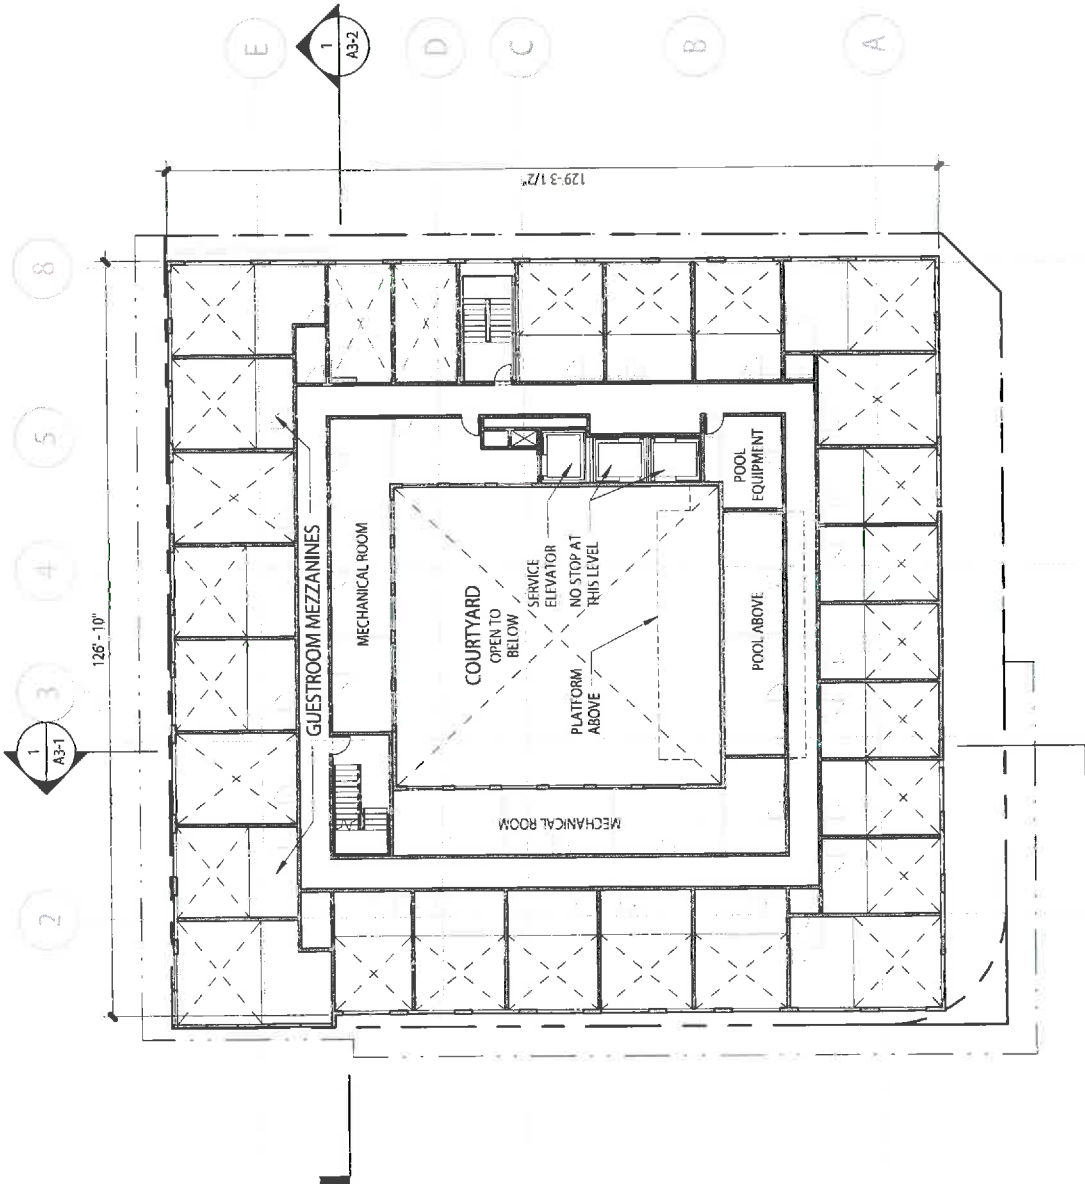 E
D
C
B
A
1
A3-2
129'-3 1/2"
8
5
4
3
2
126' - 10"
1
A3-1
GUESTROOM MEZZANINES
MECHANICAL ROOM
COURTYARD
OPEN TO
BELOW
SERVICE
ELEVATOR
NO STOP AT
THIS LEVEL
PLATFORM
ABOVE
POOL
EQUIPMENT
POOL ABOVE
MECHANICAL ROOM